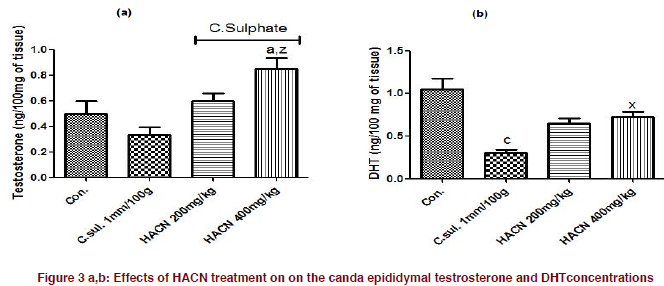 (a)
C.Sulphate
Testosterone (ng/100mg of tissue)
1.0
0.8
0.6
0.4
0.2
0.0
a,z
Con.
C.sul. 1mm/100g
HACN 200mg/kg
HACN 400mg/kg
(b)
DHT (ng/100 mg of tissue)
1.5
1.0
0.5
0.0
c
x
Con.
C.sul. 1mm/100g
HACN 200mg/kg
HACN 400mg/kg
Figure 3 a,b: Effects of HACN treatment on on the canda epididymal testrosterone and DHTconcentrations